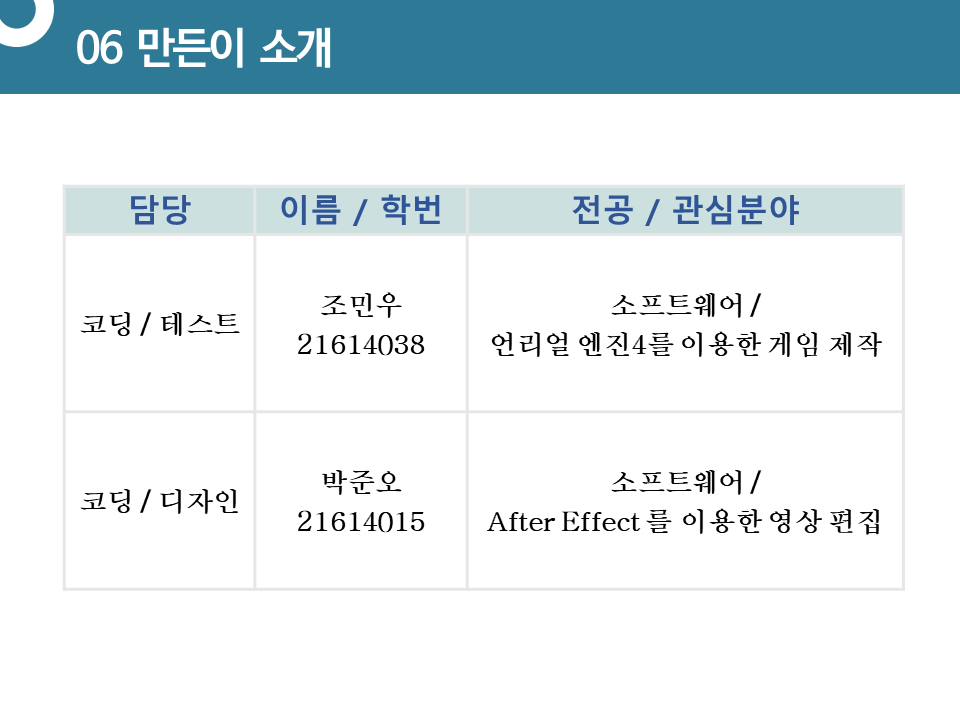 06 만든이 소개
담당
이름 / 학번
전공 / 관심분야
코딩 / 테스트
조민우
21614038
소프트웨어 /
언리얼 엔진4를 이용한 게임 제작
코딩 / 디자인
박준오
21614015
소프트웨어 /
After Effect 를 이용한 영상 편집